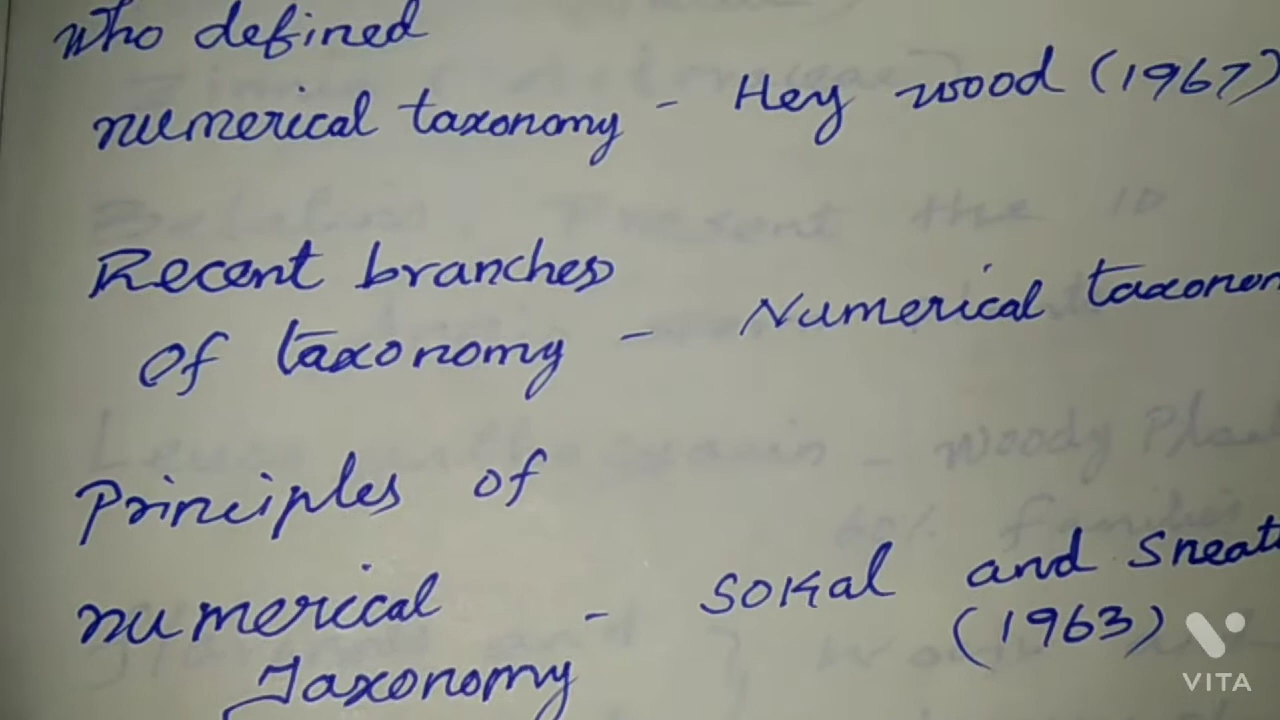 Who defined
numerical taxonomy - Hey wood (1967)
Recent branches
of taxonomy - Numerical taxonom
Principles of
numerical - Sokal and Sneath
(1963)
Taxonomy
VITA